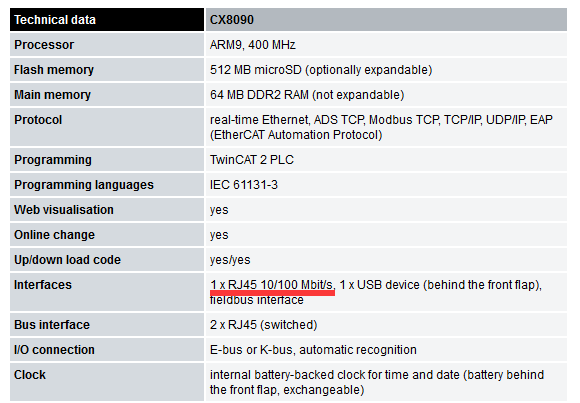 Technical data CX8090
Processor ARM9, 400 MHz
Flash memory 512 MB microSD (optionally expandable)
Main memory 64 MB DDR2 RAM (not expandable)
Protocol real-time Ethernet, ADS TCP, Modbus TCP, TCP/IP, UDP/IP, EAP
(EtherCAT Automation Protocol)
Programming TwinCAT 2 PLC
Programming languages IEC 61131-3
Web visualisation yes
Online change yes
Up/down load code yes/yes
Interfaces 1 x RJ45 10/100 Mbit/s, 1 x USB device (behind the front flap),
fieldbus interface
Bus interface 2 x RJ45 (switched)
I/O connection E-bus or K-bus, automatic recognition
Clock internal battery-backed clock for time and date (battery behind
the front flap, exchangeable)